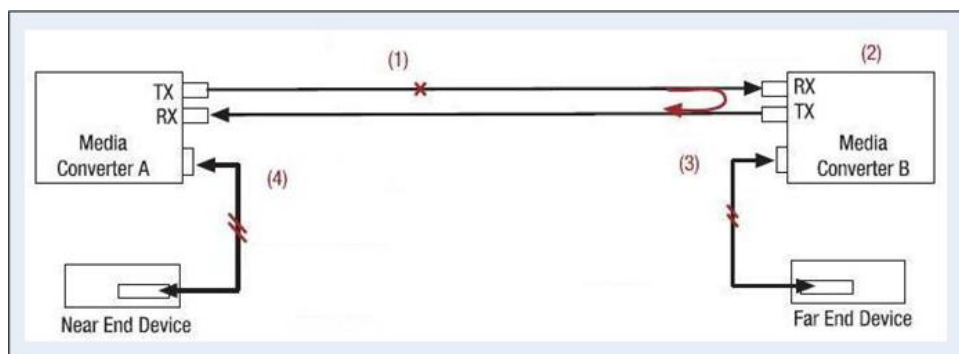 (1)
(2)
TX
RX
RX
TX
Media
Converter A
Media
Converter B
(3)
(4)
Near End Device
Far End Device